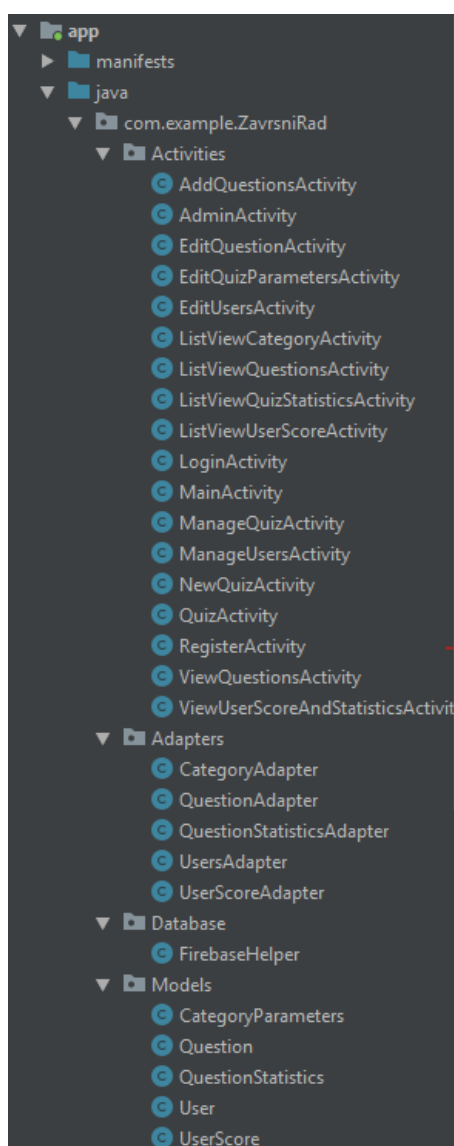 app
manifests
java
com.example.ZavrsniRad
Activities
AddQuestionsActivity
AdminActivity
EditQuestionActivity
EditQuizParametersActivity
EditUsersActivity
ListViewCategoryActivity
ListViewQuestionsActivity
ListViewQuizStatisticsActivity
ListViewUserScoreActivity
LoginActivity
MainActivity
ManageQuizActivity
ManageUsersActivity
NewQuizActivity
QuizActivity
RegisterActivity
ViewQuestionsActivity
ViewUserScoreAndStatisticsActivit
Adapters
CategoryAdapter
QuestionAdapter
QuestionStatisticsAdapter
UsersAdapter
UserScoreAdapter
Database
FirebaseHelper
Models
CategoryParameters
Question
QuestionStatistics
User
UserScore